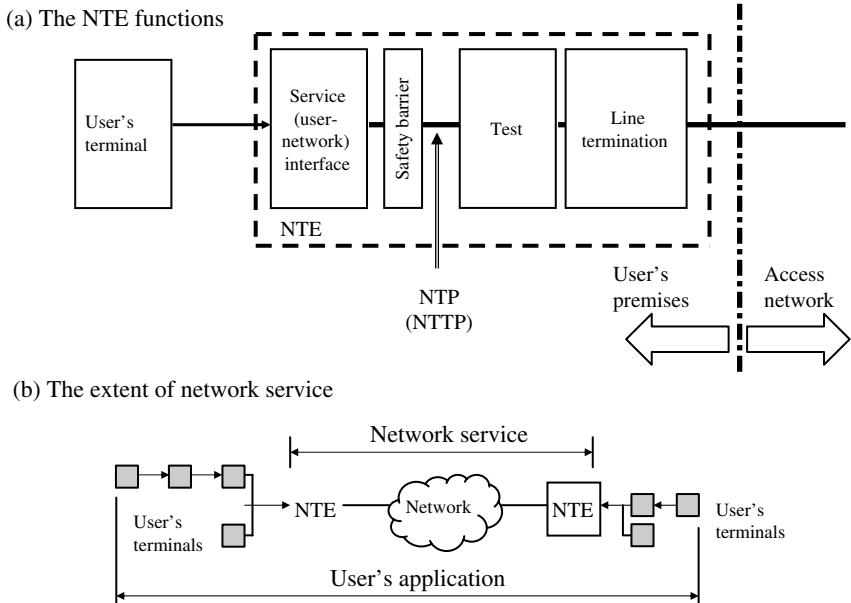 (a) The NTE functions
User's
terminal
Service
(user-
network)
interface
Safety barrier
Test
Line
termination
NTE
NTP
(NTTP)
User's
premises
Access
network
(b) The extent of network service
Network service
User's
terminals
NTE
Network
NTE
User's
terminals
User's application